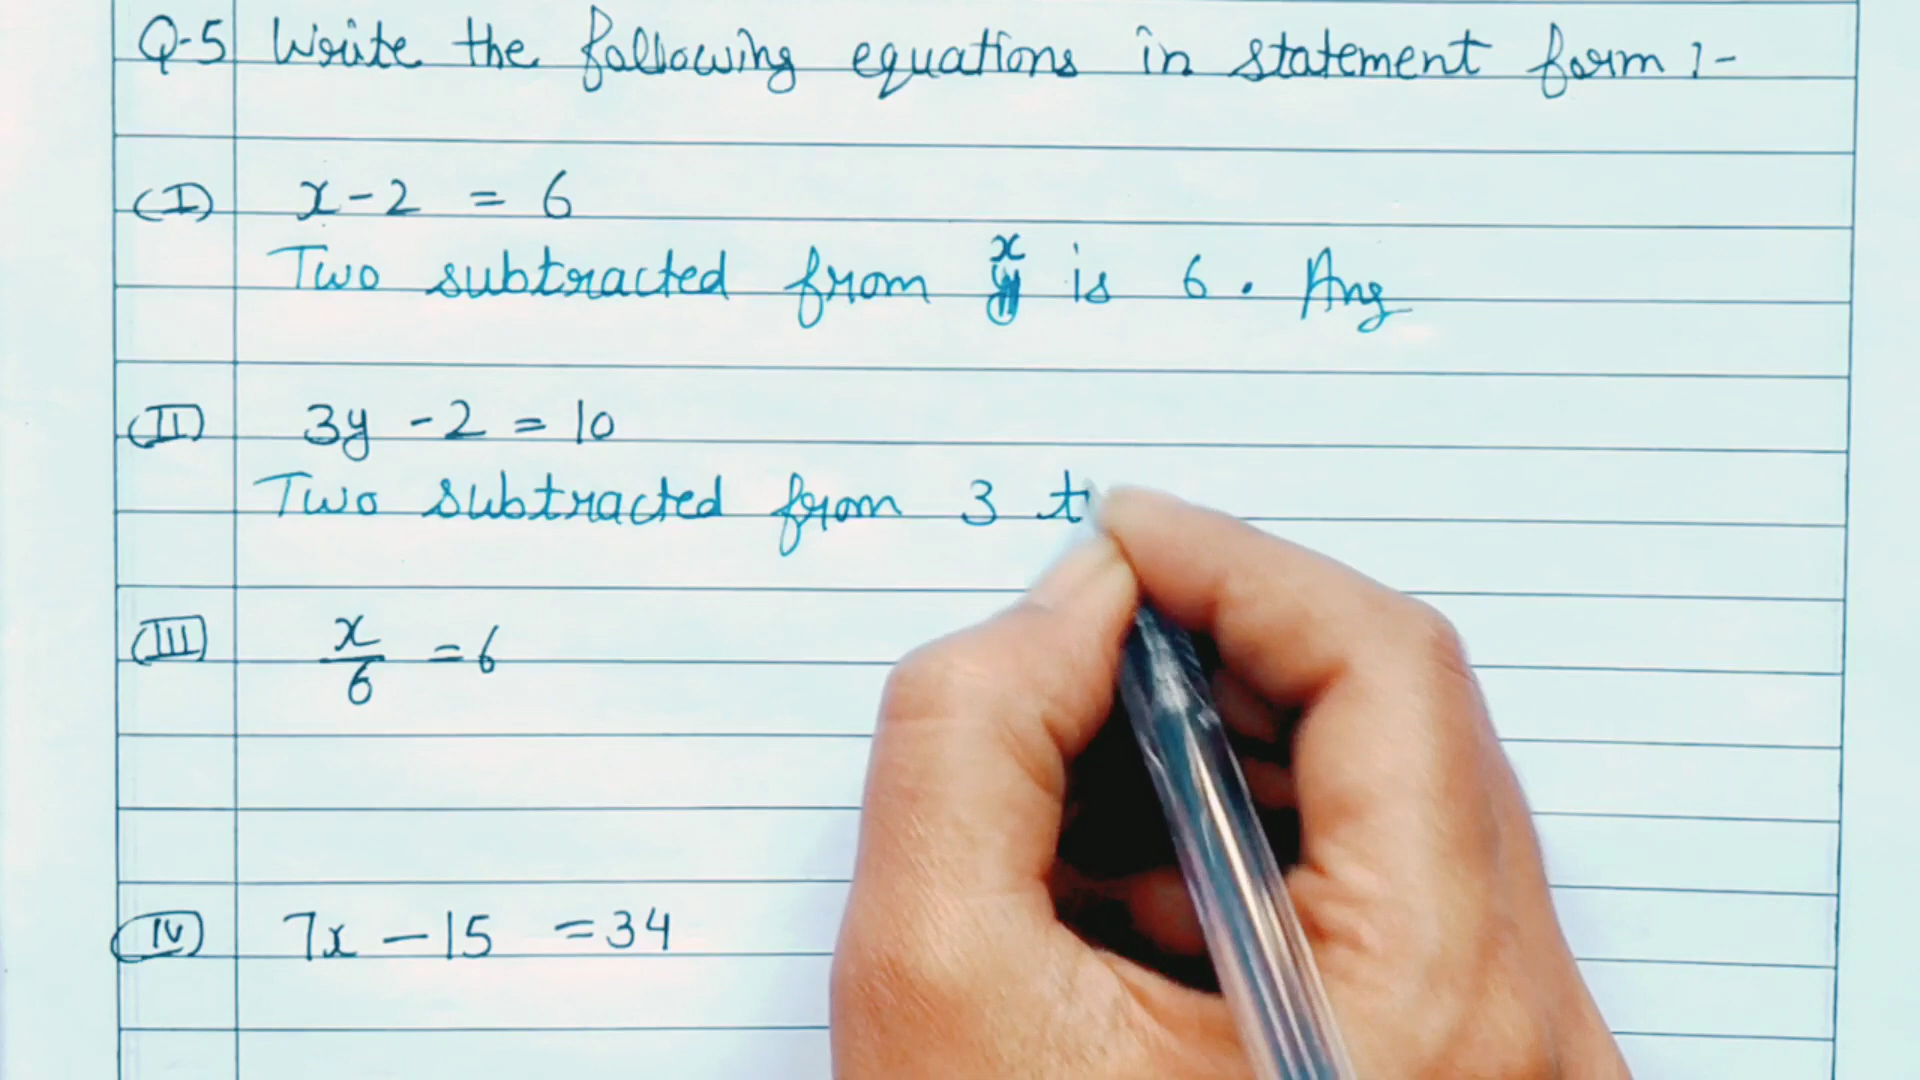 Q-5 Write the following equations in statement form :-
(I) x - 2 = 6
Two subtracted from x is 6. Ans
(II) 3y - 2 = 10
Two subtracted from 3 t
(III) x/6 = 6
(IV) 7x - 15 = 34